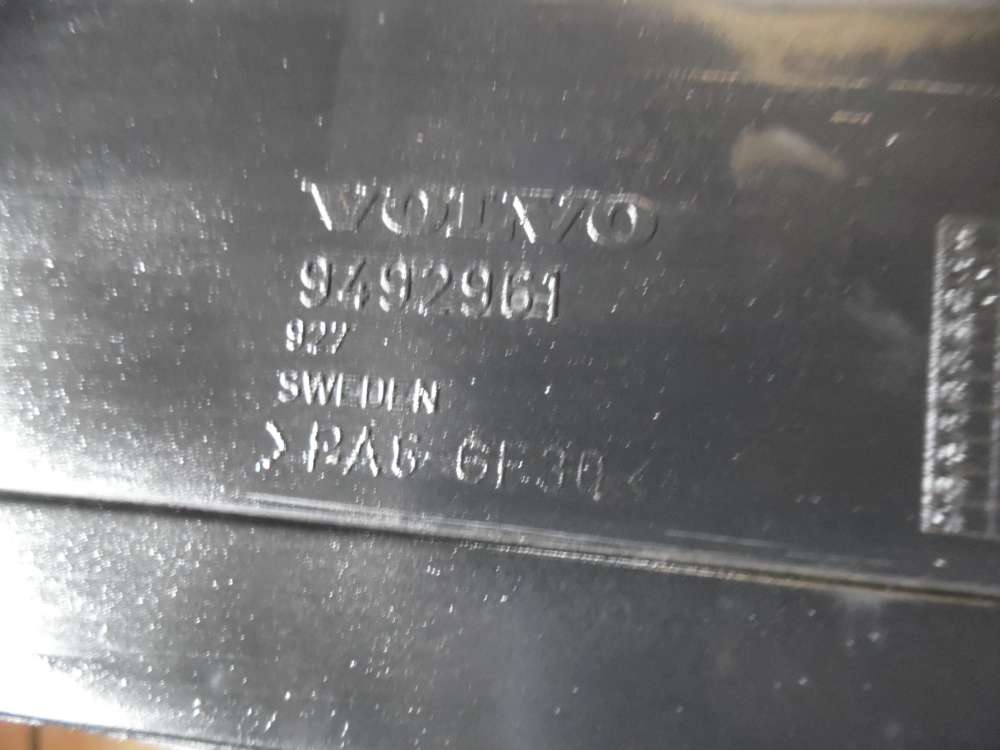 VOLVO
9492961
927
SWEDEN
>PA6 GF30<